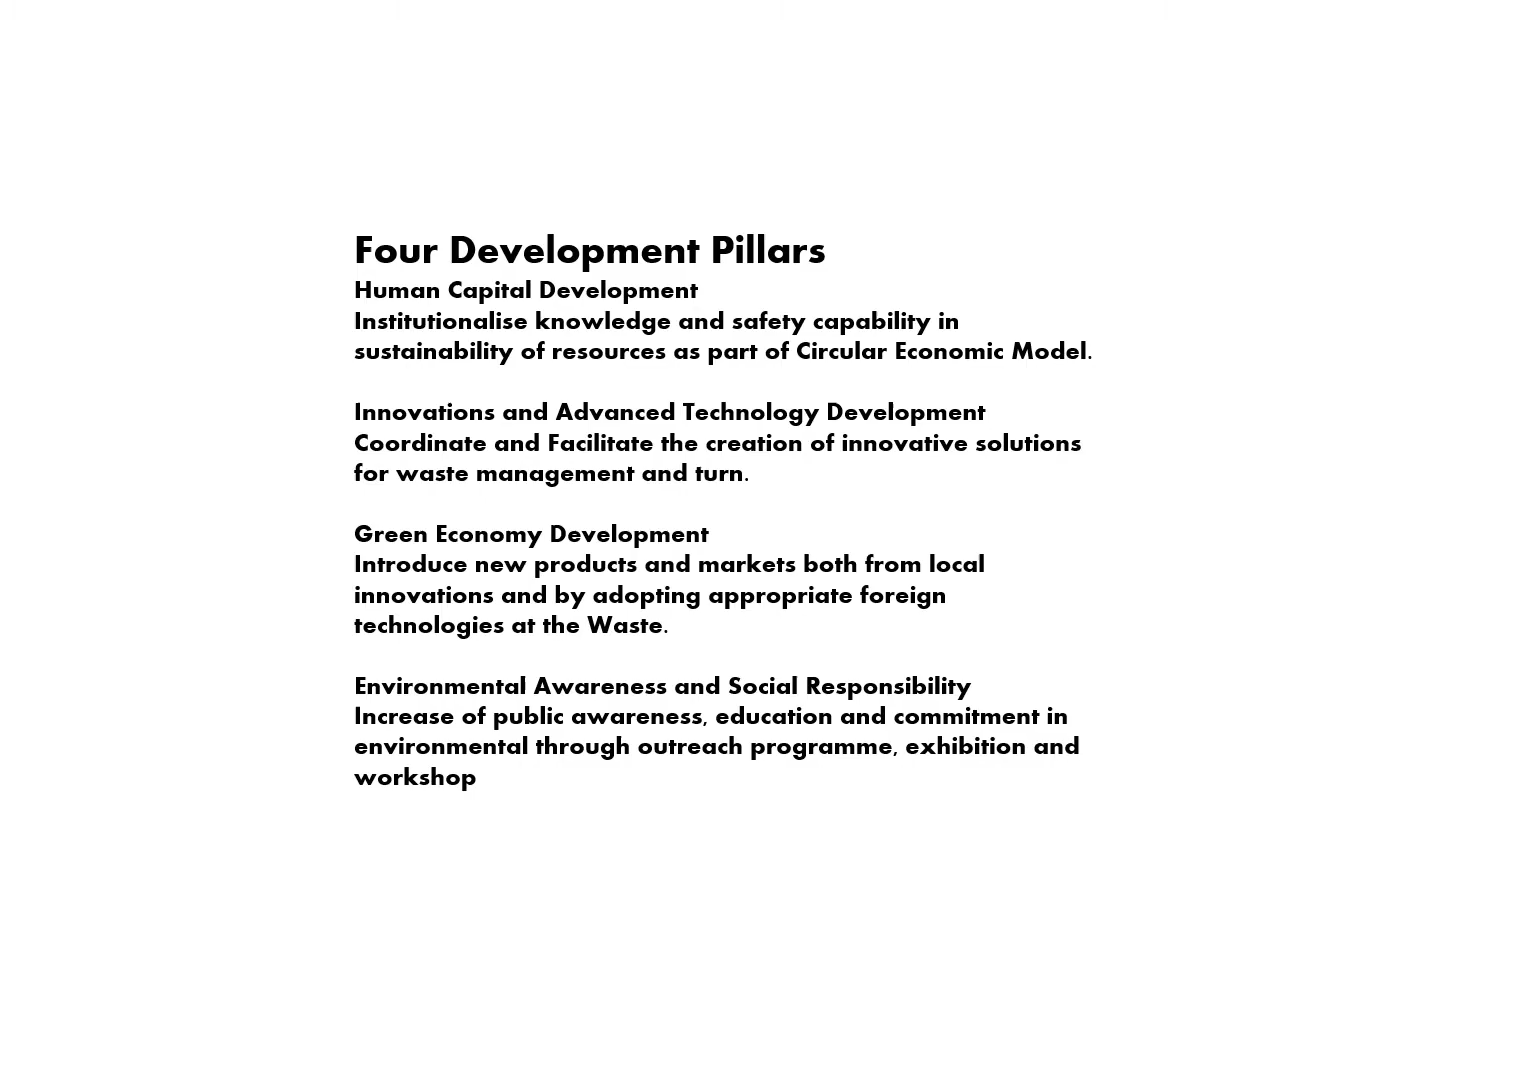 Four Development Pillars
Human Capital Development
Institutionalise knowledge and safety capability in
sustainability of resources as part of Circular Economic Model.
Innovations and Advanced Technology Development
Coordinate and Facilitate the creation of innovative solutions
for waste management and turn.
Green Economy Development
Introduce new products and markets both from local
innovations and by adopting appropriate foreign
technologies at the Waste.
Environmental Awareness and Social Responsibility
Increase of public awareness, education and commitment in
environmental through outreach programme, exhibition and
workshop